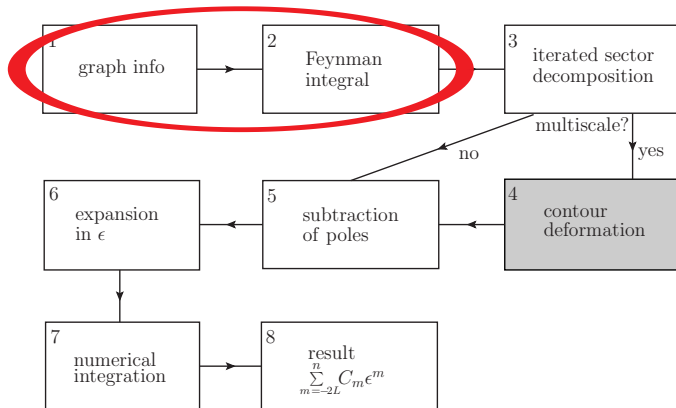 1
graph info
2
Feynman
integral
3
iterated sector
decomposition
multiscale?
no
yes
6
expansion
in ϵ
5
subtraction
of poles
4
contour
deformation
7
numerical
integration
8
result
n
∑ C_m ϵ^m
m=−2L